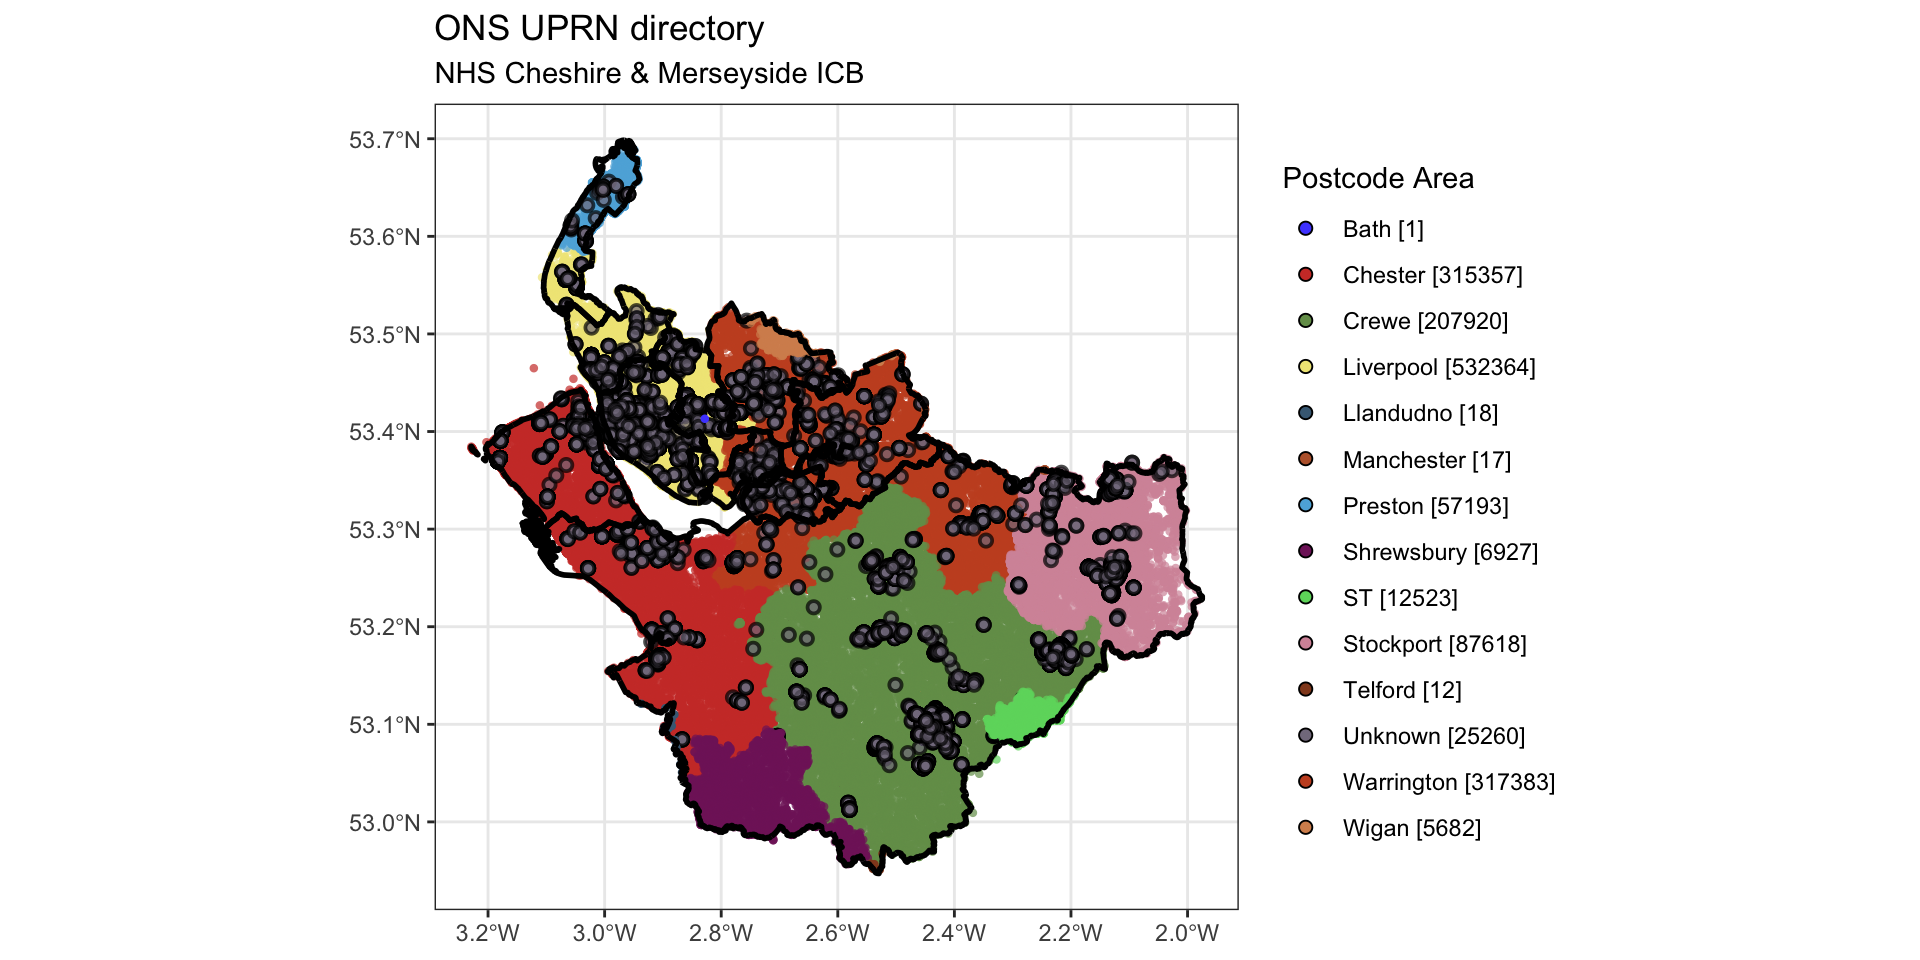 ONS UPRN directory
NHS Cheshire & Merseyside ICB
53.7°N
53.6°N
53.5°N
53.4°N
53.3°N
53.2°N
53.1°N
53.0°N
3.2°W
3.0°W
2.8°W
2.6°W
2.4°W
2.2°W
2.0°W
Postcode Area
Bath [1]
Chester [315357]
Crewe [207920]
Liverpool [532364]
Llandudno [18]
Manchester [17]
Preston [57193]
Shrewsbury [6927]
ST [12523]
Stockport [87618]
Telford [12]
Unknown [25260]
Warrington [317383]
Wigan [5682]